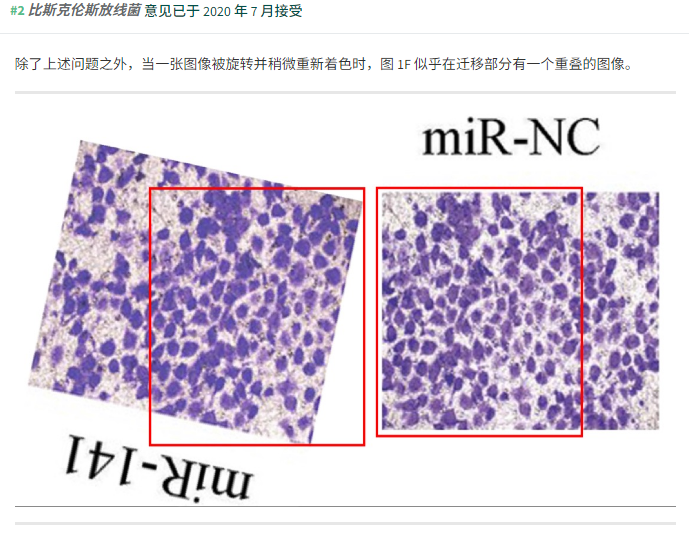 #2 比斯克伦斯放线菌 意见已于 2020 年 7 月接受
除了上述问题之外，当一张图像被旋转并稍微重新着色时，图 1F 似乎在迁移部分有一个重叠的图像。
miR-NC
miR-141